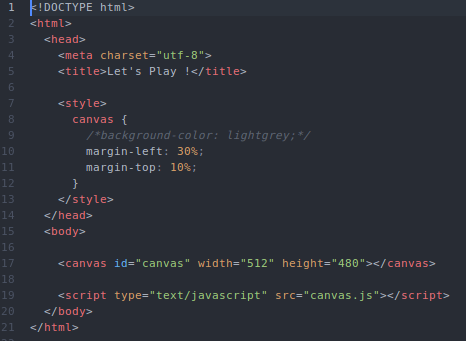 1 <!DOCTYPE html>
2 <html>
3   <head>
4     <meta charset="utf-8">
5     <title>Let's Play !</title>
6
7     <style>
8       canvas {
9         /*background-color: lightgrey;*/
10         margin-left: 30%;
11         margin-top: 10%;
12       }
13     </style>
14   </head>
15   <body>
16
17     <canvas id="canvas" width="512" height="480"></canvas>
18
19     <script type="text/javascript" src="canvas.js"></script>
20   </body>
21 </html>